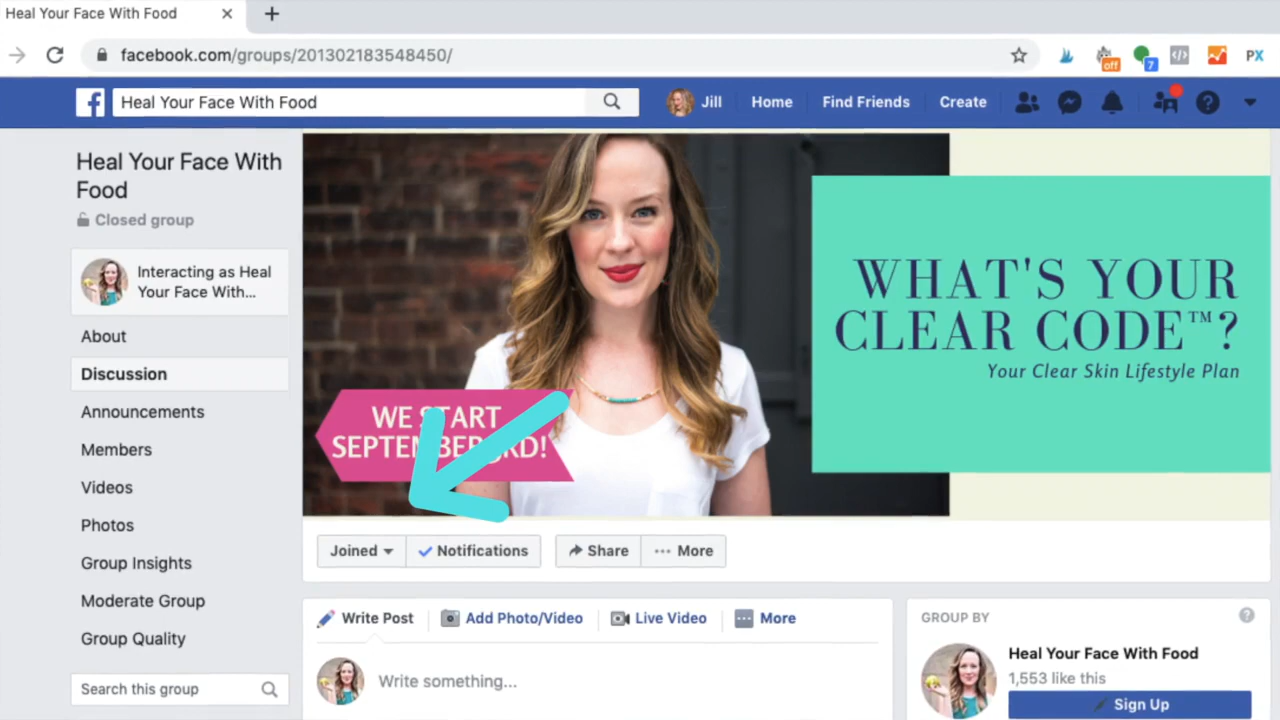 Heal Your Face With Food
facebook.com/groups/201302183548450/
off
7
PX
Heal Your Face With Food
Jill
Home
Find Friends
Create
Heal Your Face With
Food
Closed group
Interacting as Heal
Your Face With...
About
Discussion
Announcements
Members
Videos
Photos
Group Insights
Moderate Group
Group Quality
Search this group
WE START
WHAT'S YOUR
CLEAR CODE™?
Your Clear Skin Lifestyle Plan
Joined
Notifications
Share
More
Write Post
Add Photo/Video
Live Video
More
Write something...
GROUP BY
Heal Your Face With Food
1,553 like this
Sign Up